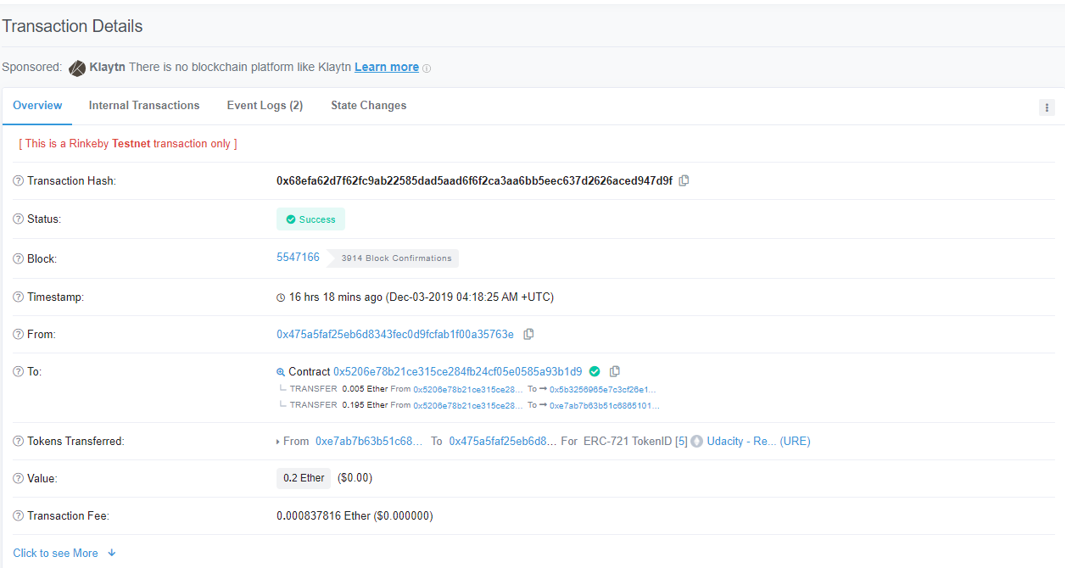 Transaction Details
Sponsored: Klaytn There is no blockchain platform like Klaytn Learn more
Overview Internal Transactions Event Logs (2) State Changes
[ This is a Rinkeby Testnet transaction only ]
Transaction Hash: 0x68efa62d7f62fc9ab22585dad5aad6f6f2ca3aa6bb5eec637d2626aced947d9f
Status: Success
Block: 5547166 3914 Block Confirmations
Timestamp: 16 hrs 18 mins ago (Dec-03-2019 04:18:25 AM +UTC)
From: 0x475a5faf25eb6d8343fec0d9fcfab1f00a35763e
To: Contract 0x5206e78b21ce315ce284fb24cf05e0585a93b1d9
TRANSFER 0.005 Ether From 0x5206e78b21ce315ce28... To → 0x5b3256965e7c3cf26e1...
TRANSFER 0.195 Ether From 0x5206e78b21ce315ce28... To → 0xe7ab7b63b51c6865101...
Tokens Transferred: From 0xe7ab7b63b51c68... To 0x475a5faf25eb6d8... For ERC-721 TokenID [5] Udacity - Re... (URE)
Value: 0.2 Ether ($0.00)
Transaction Fee: 0.000837816 Ether ($0.000000)
Click to see More